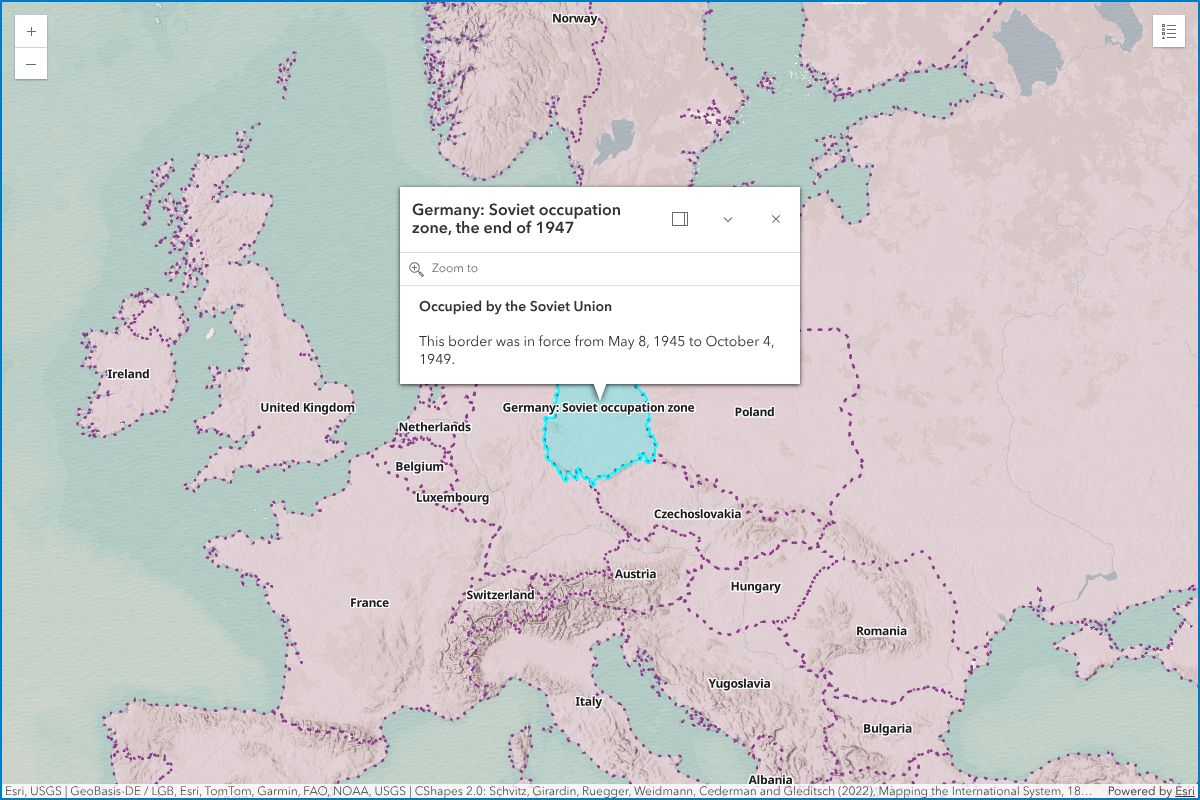 +
−
Norway
Germany: Soviet occupation
zone, the end of 1947
Zoom to
Occupied by the Soviet Union
This border was in force from May 8, 1945 to October 4,
1949.
Ireland
United Kingdom
Netherlands
Belgium
Luxembourg
Germany: Soviet occupation zone
Poland
Czechoslovakia
Austria
Hungary
Switzerland
France
Romania
Yugoslavia
Italy
Bulgaria
Albania
Esri, USGS | GeoBasis-DE / LGB, Esri, TomTom, Garmin, FAO, NOAA, USGS | CShapes 2.0: Schvitz, Girardin, Ruegger, Weidmann, Cederman and Gleditsch (2022), Mapping the International System, 18... Powered by Esri